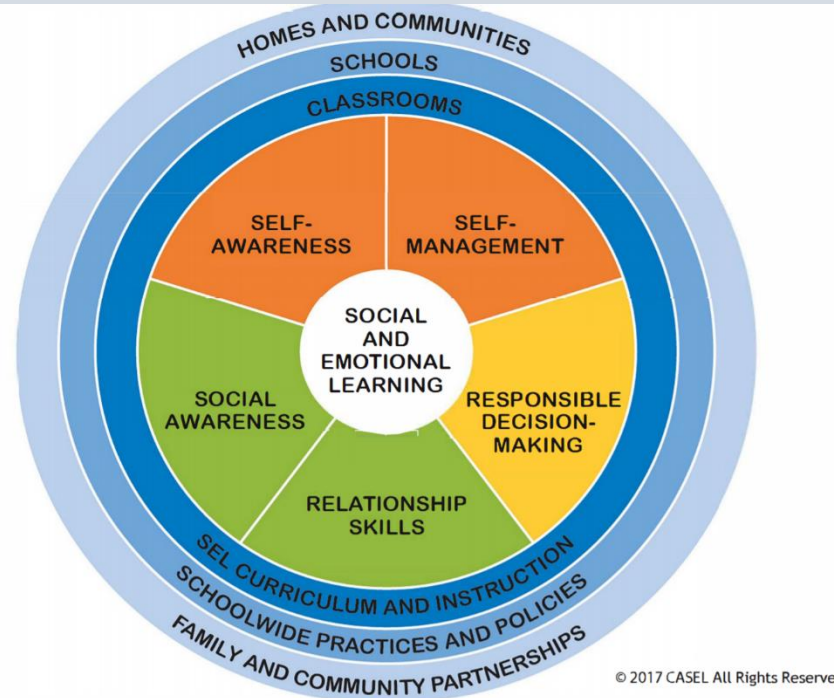 HOMES AND COMMUNITIES
SCHOOLS
CLASSROOMS
SELF-
AWARENESS
SELF-
MANAGEMENT
SOCIAL
AND
EMOTIONAL
LEARNING
SOCIAL
AWARENESS
RESPONSIBLE
DECISION-
MAKING
RELATIONSHIP
SKILLS
SEL CURRICULUM AND INSTRUCTION
SCHOOLWIDE PRACTICES AND POLICIES
FAMILY AND COMMUNITY PARTNERSHIPS
© 2017 CASEL All Rights Reserve